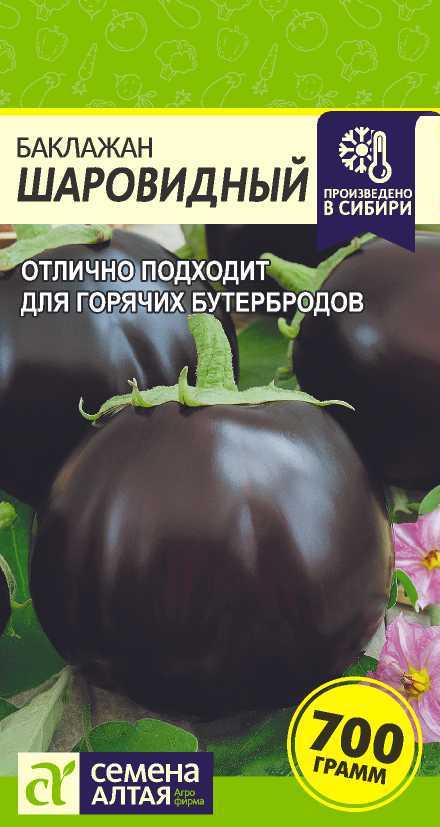 БАКЛАЖАН
ШАРОВИДНЫЙ
ПРОИЗВЕДЕНО
В СИБИРИ
ОТЛИЧНО ПОДХОДИТ
ДЛЯ ГОРЯЧИХ БУТЕРБРОДОВ
700
ГРАММ
семена
АЛТАЯ
Агро
фирма